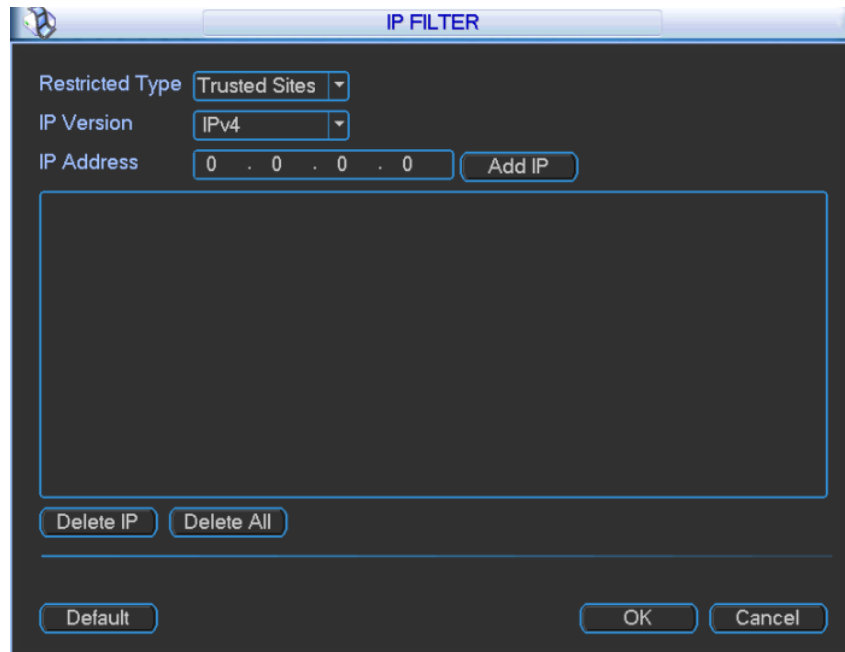 IP FILTER
Restricted Type Trusted Sites
IP Version IPv4
IP Address 0 . 0 . 0 . 0 Add IP
Delete IP Delete All
Default OK Cancel